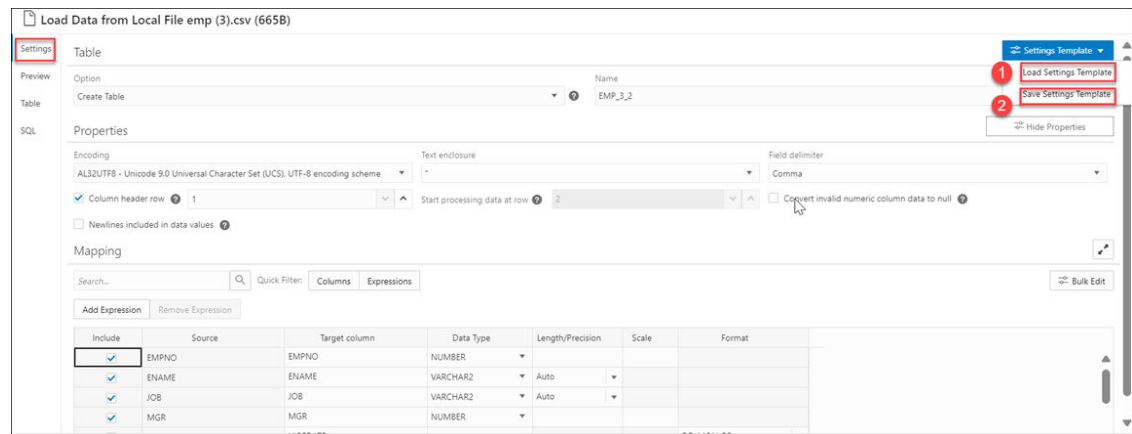 Load Data from Local File emp (3).csv (665B)
Settings
Table
Settings Template
Preview
Option
Name
1
Load Settings Template
Create Table
EMP_3_2
Table
2
Save Settings Template
SQL
Properties
Hide Properties
Encoding
Text enclosure
Field delimiter
AL32UTF8 - Unicode 9.0 Universal Character Set (UCS). UTF-8 encoding scheme
"
Comma
Column header row
1
Start processing data at row
2
Convert invalid numeric column data to null
Newlines included in data values
Mapping
Search...
Quick Filter:
Columns
Expressions
Bulk Edit
Add Expression
Remove Expression
Include Source Target column Data Type Length/Precision Scale Format
EMPNO EMPNO NUMBER
ENAME ENAME VARCHAR2 Auto
JOB JOB VARCHAR2 Auto
MGR MGR NUMBER